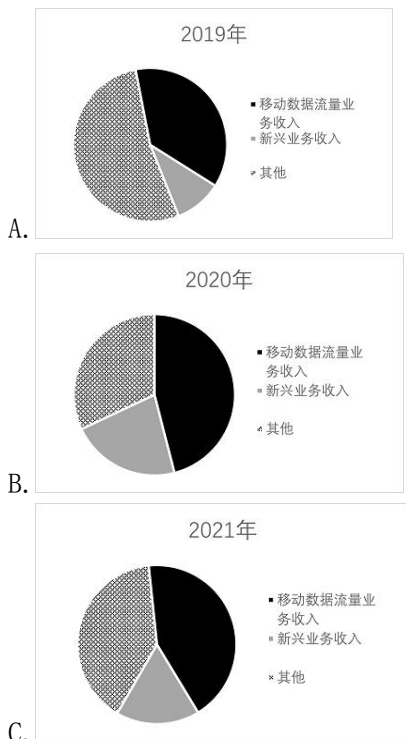 2019年
移动数据流量业
务收入
新兴业务收入
其他
A.
2020年
移动数据流量业
务收入
新兴业务收入
其他
B.
2021年
移动数据流量业
务收入
新兴业务收入
其他
C.